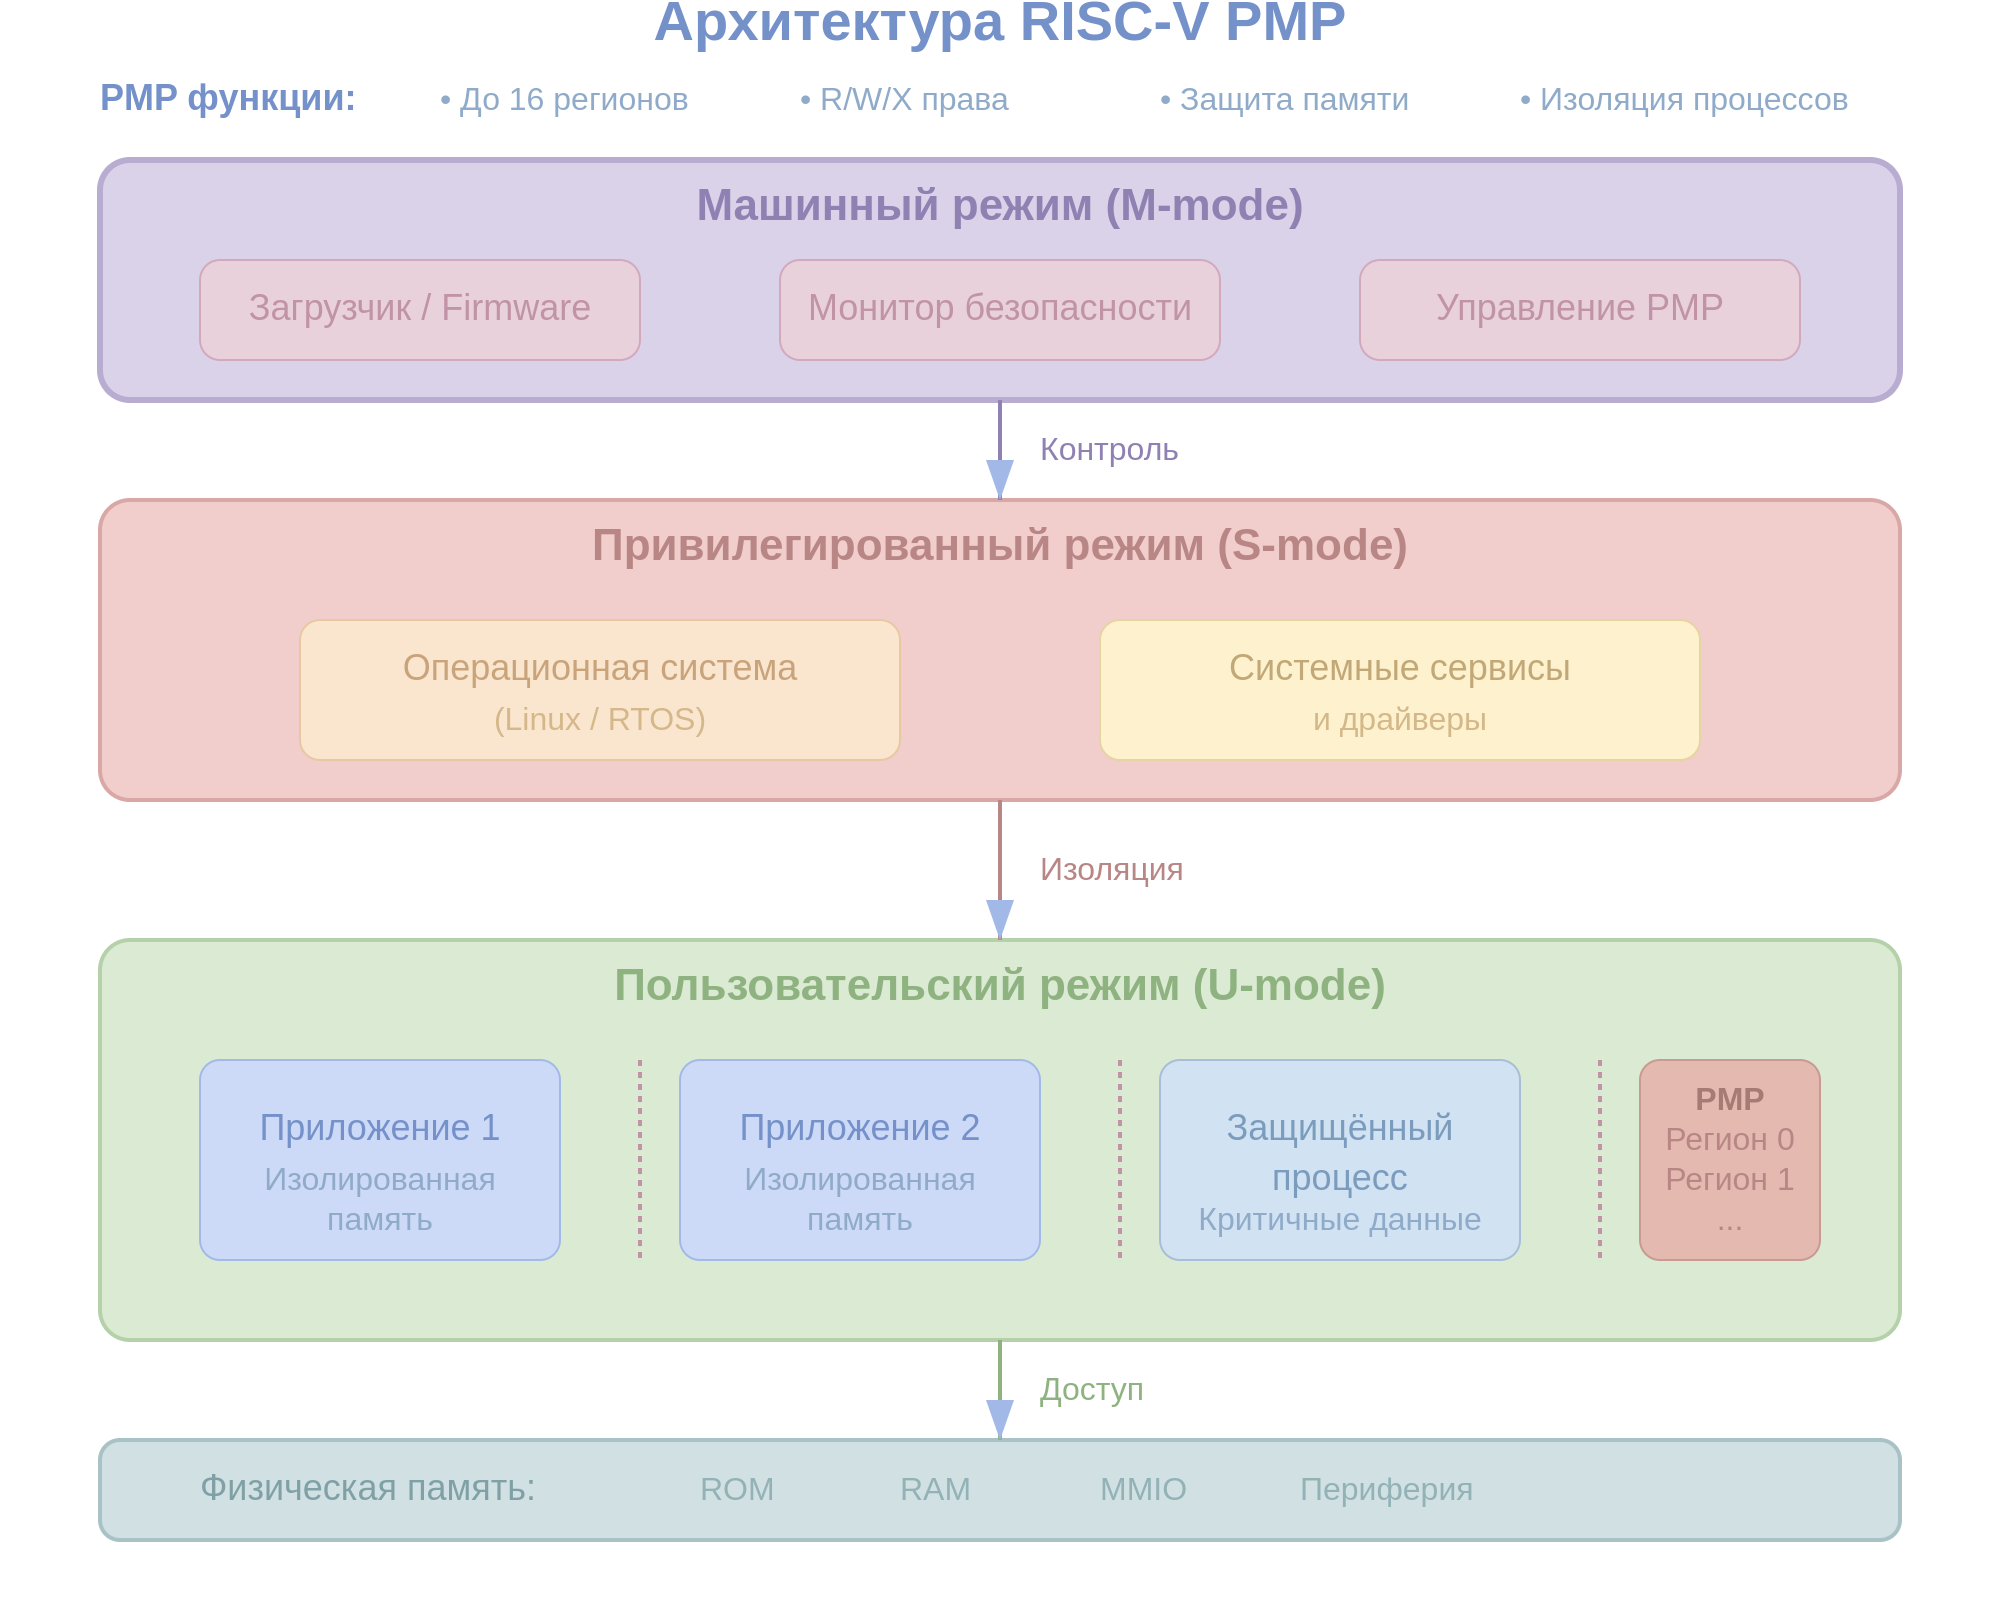 Архитектура RISC-V PMP
PMP функции: • До 16 регионов • R/W/X права • Защита памяти • Изоляция процессов
Машинный режим (M-mode)
Загрузчик / Firmware
Монитор безопасности
Управление PMP
Контроль
Привилегированный режим (S-mode)
Операционная система
(Linux / RTOS)
Системные сервисы
и драйверы
Изоляция
Пользовательский режим (U-mode)
Приложение 1
Изолированная
память
Приложение 2
Изолированная
память
Защищённый
процесс
Критичные данные
PMP
Регион 0
Регион 1
...
Доступ
Физическая память: ROM RAM MMIO Периферия